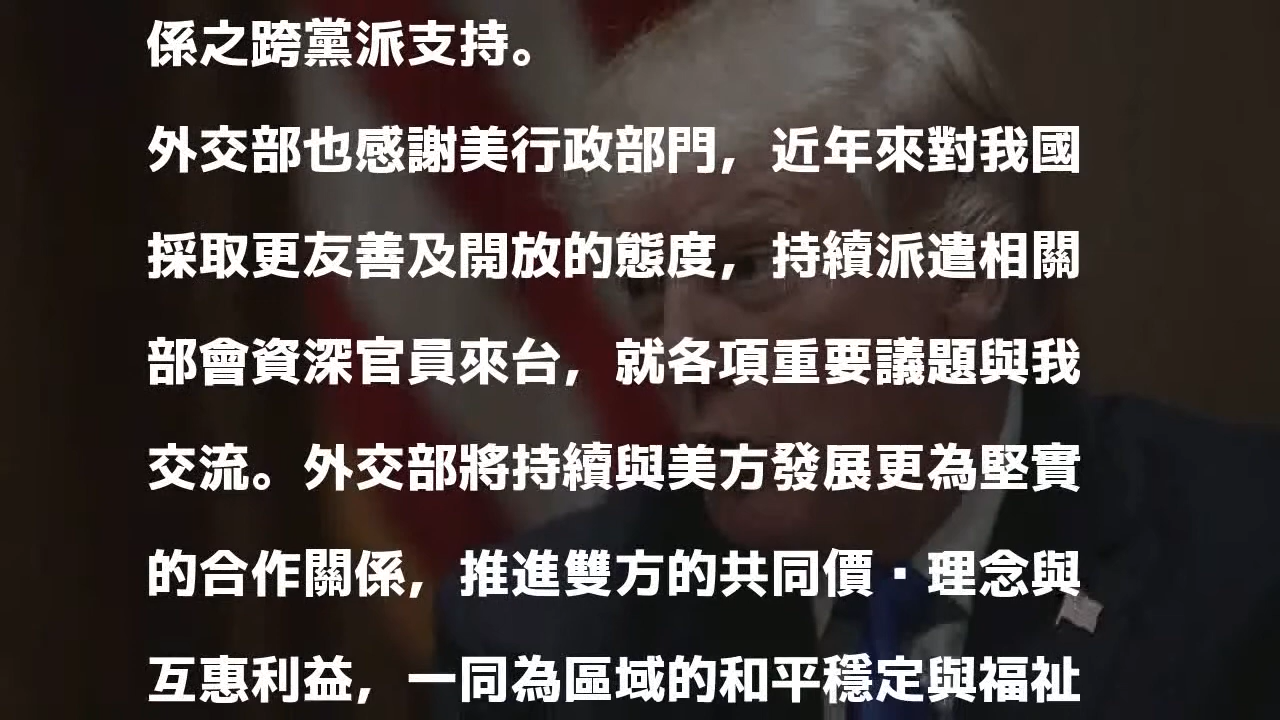 係之跨黨派支持。
外交部也感謝美行政部門，近年來對我國
採取更友善及開放的態度，持續派遣相關
部會資深官員來台，就各項重要議題與我
交流。外交部將持續與美方發展更為堅實
的合作關係，推進雙方的共同價·理念與
互惠利益，一同為區域的和平穩定與福祉